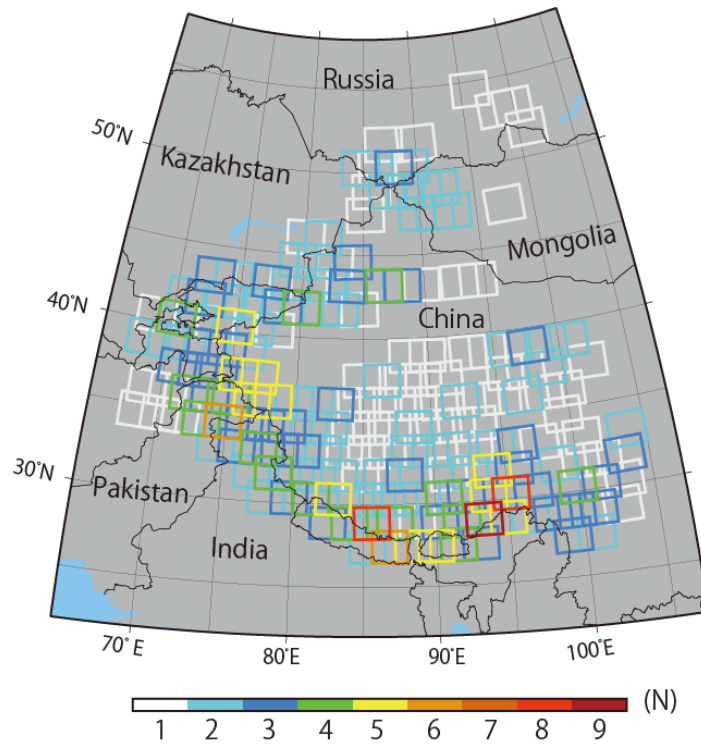 Russia
50°N
Kazakhstan
Mongolia
40°N
China
30°N
Pakistan
India
70° E
80°E
90°E
100°E
(N)
1 2 3 4 5 6 7 8 9